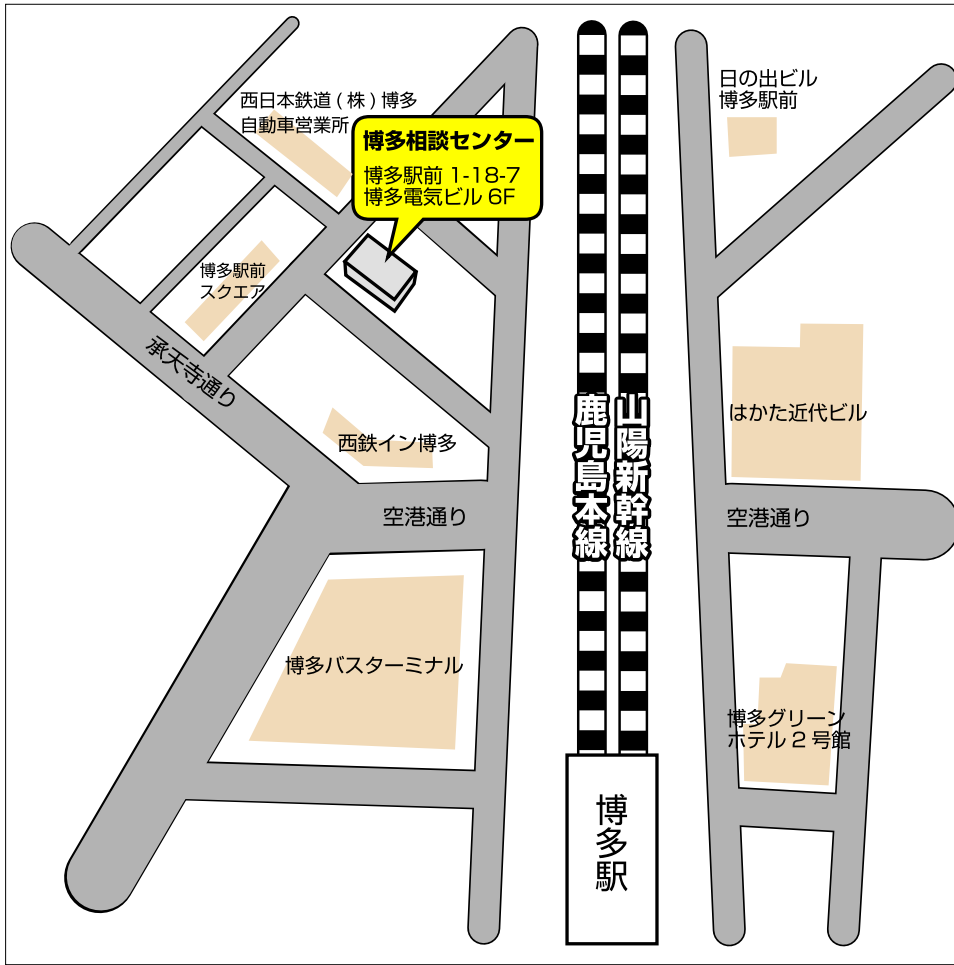 日の出ビル
博多駅前
西日本鉄道(株)博多
自動車営業所
博多相談センター
博多駅前 1-18-7
博多電気ビル 6F
博多駅前
スクエア
承天寺通り
西鉄イン博多
鹿児島本線
山陽新幹線
はかた近代ビル
空港通り
空港通り
博多バスターミナル
博多グリーン
ホテル2号館
博多駅